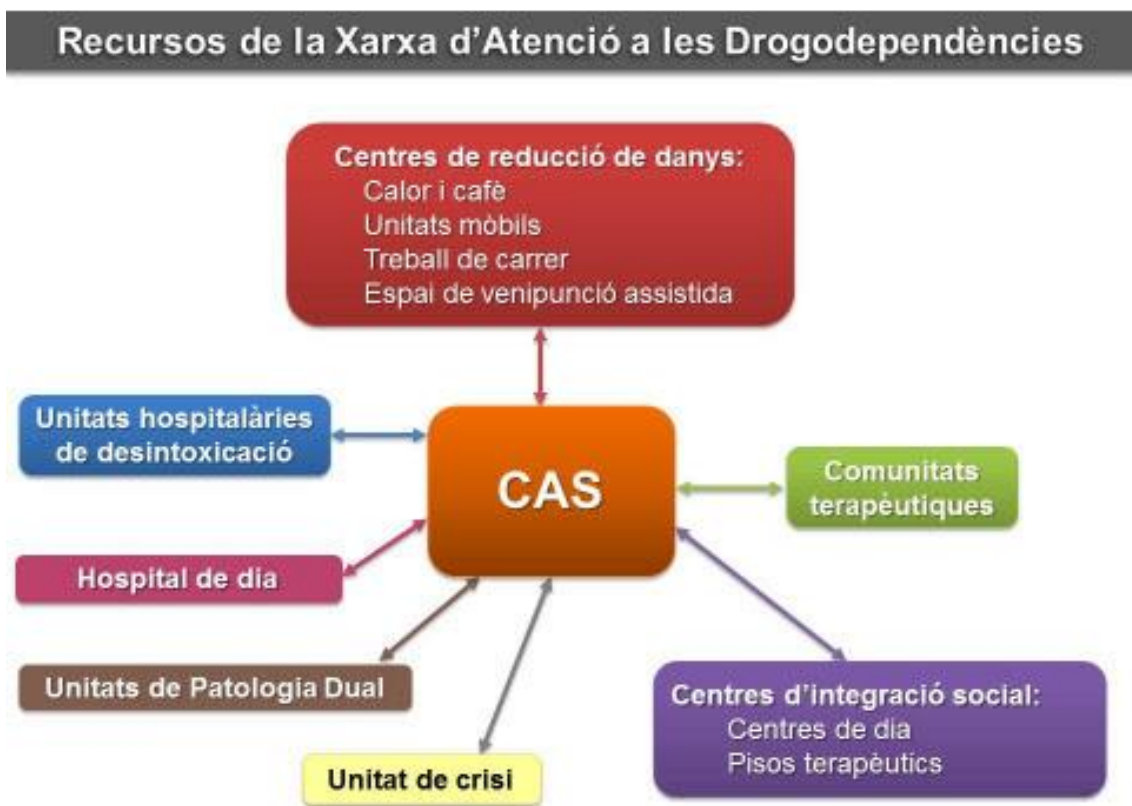 Recursos de la Xarxa d'Atenció a les Drogodependències
Centres de reducció de danys:
Calor i cafè
Unitats mòbils
Treball de carrer
Espai de venipunció assistida
Unitats hospitalàries
de desintoxicació
CAS
Comunitats
terapèutiques
Hospital de dia
Unitats de Patologia Dual
Centres d'integració social:
Centres de dia
Pisos terapèutics
Unitat de crisi